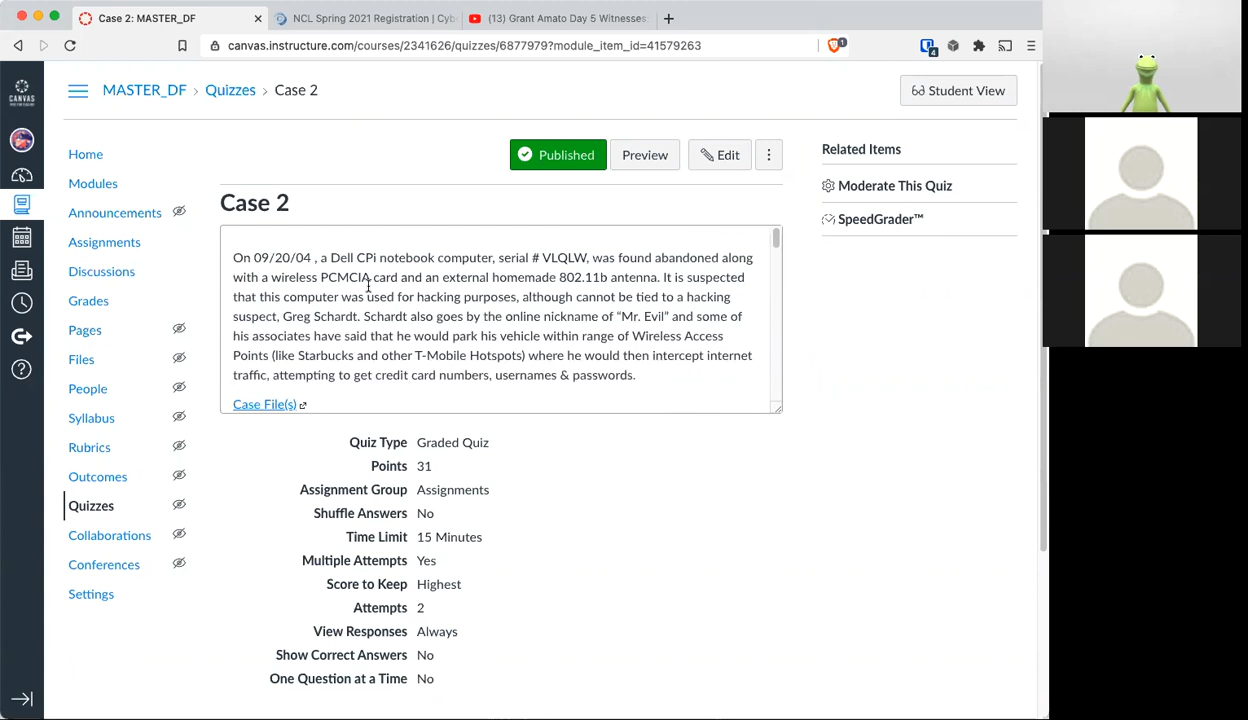 Case 2: MASTER_DF
NCL Spring 2021 Registration | Cyb
(13) Grant Amato Day 5 Witnesses
canvas.instructure.com/courses/2341626/quizzes/6877979?module_item_id=41579263
1
4
CANVAS
MASTER_DF > Quizzes > Case 2
Student View
Home
Modules
Announcements
Assignments
Discussions
Grades
Pages
Files
People
Syllabus
Rubrics
Outcomes
Quizzes
Collaborations
Conferences
Settings
Published
Preview
Edit
Case 2
On 09/20/04 , a Dell CPi notebook computer, serial # VLQLW, was found abandoned along
with a wireless PCMCIA card and an external homemade 802.11b antenna. It is suspected
that this computer was used for hacking purposes, although cannot be tied to a hacking
suspect, Greg Schardt. Schardt also goes by the online nickname of “Mr. Evil” and some of
his associates have said that he would park his vehicle within range of Wireless Access
Points (like Starbucks and other T-Mobile Hotspots) where he would then intercept internet
traffic, attempting to get credit card numbers, usernames & passwords.
Case File(s)
Quiz Type Graded Quiz
Points 31
Assignment Group Assignments
Shuffle Answers No
Time Limit 15 Minutes
Multiple Attempts Yes
Score to Keep Highest
Attempts 2
View Responses Always
Show Correct Answers No
One Question at a Time No
Related Items
Moderate This Quiz
SpeedGrader™